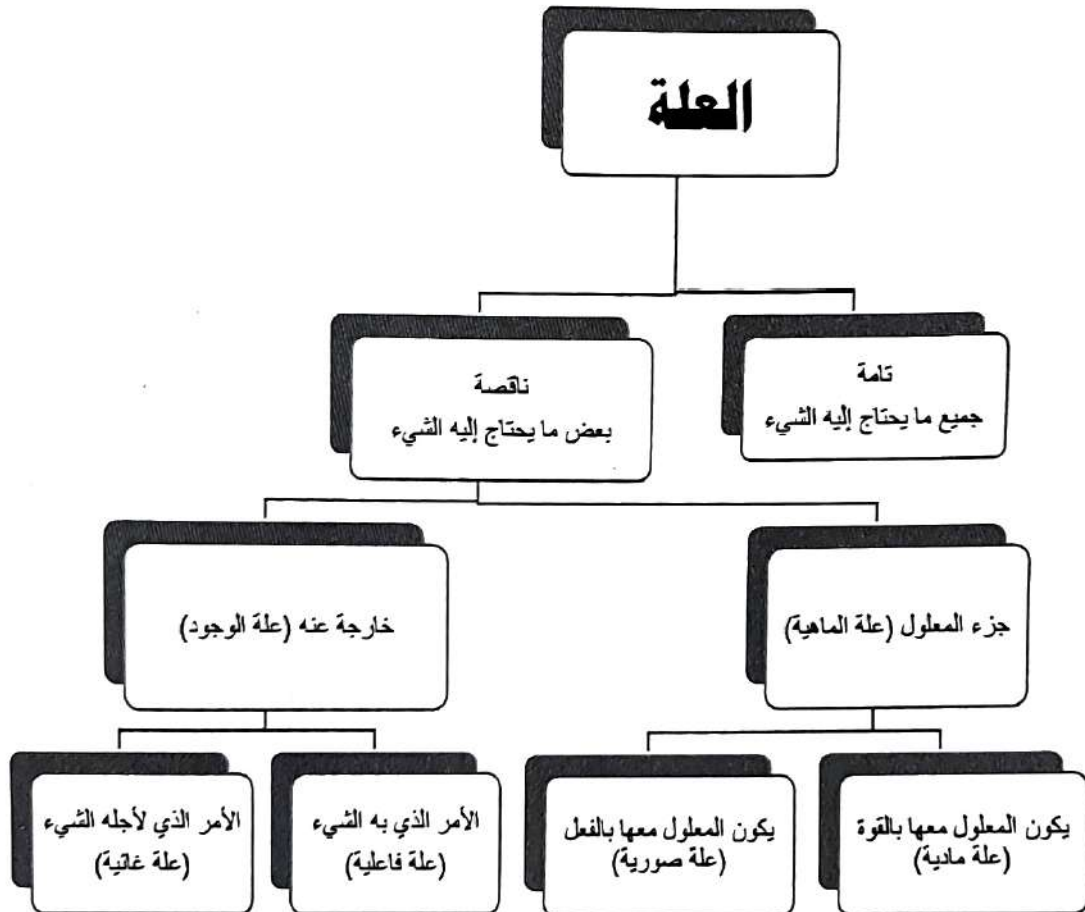 العلة
تامة
جميع ما يحتاج إليه الشيء
ناقصة
بعض ما يحتاج إليه الشيء
جزء المعلول (علة الماهية)
خارجة عنه (علة الوجود)
يكون المعلول معها بالقوة
(علة مادية)
يكون المعلول معها بالفعل
(علة صورية)
الأمر الذي به الشيء
(علة فاعلية)
الأمر الذي لأجله الشيء
(علة غائية)